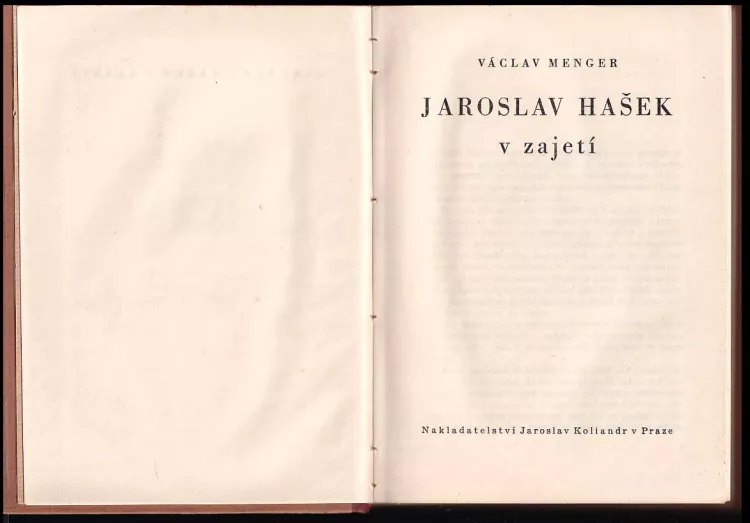 VÁCLAV MENGER
JAROSLAV HAŠEK
v zajetí
Nakladatelství Jaroslav Koliandr v Praze